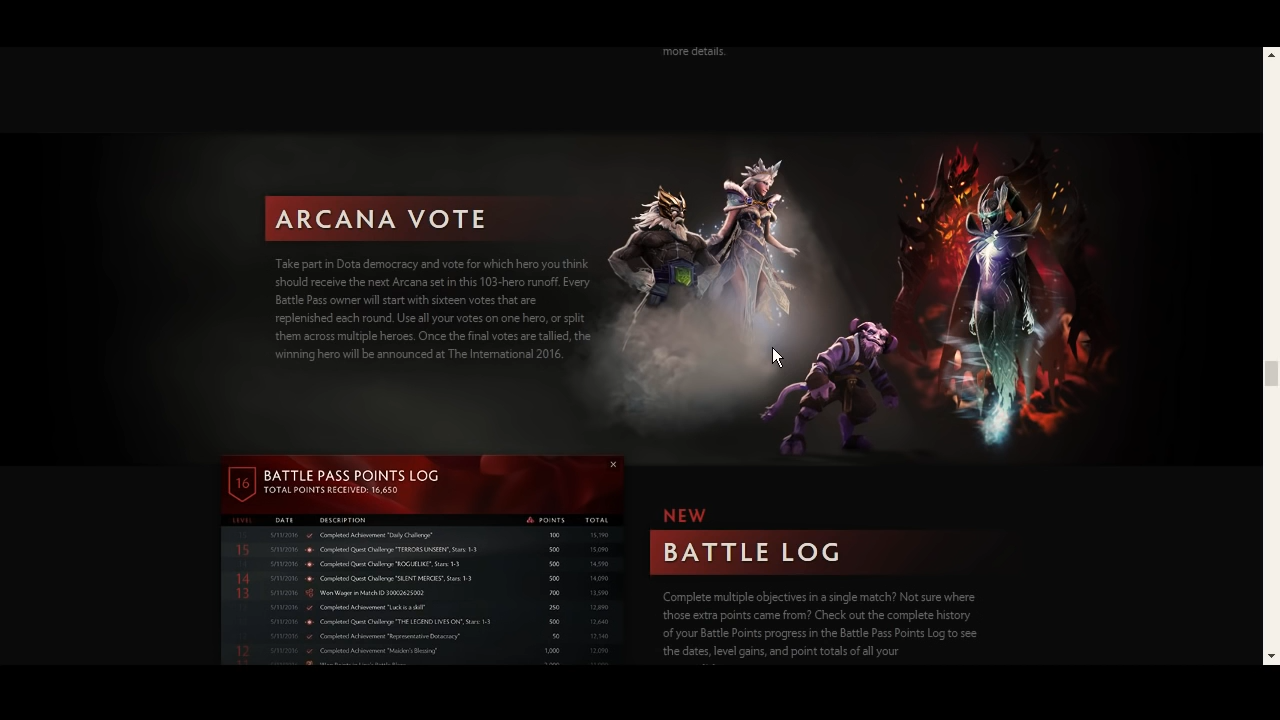 more details.
ARCANA VOTE
Take part in Dota democracy and vote for which hero you think
should receive the next Arcana set in this 103-hero runoff. Every
Battle Pass owner will start with sixteen votes that are
replenished each round. Use all your votes on one hero, or split
them across multiple heroes. Once the final votes are tallied, the
winning hero will be announced at The International 2016.
16
BATTLE PASS POINTS LOG
TOTAL POINTS RECEIVED: 16,650
LEVEL DATE DESCRIPTION POINTS TOTAL
5/11/2016 Completed Achievement "Daily Challenge" 100 15,190
15 5/11/2016 Completed Quest Challenge "TERRORS UNSEEN", Stars: 1-3 500 15,090
5/11/2016 Completed Quest Challenge "ROGUELIKE", Stars: 1-3 500 14,590
14 5/11/2016 Completed Quest Challenge "SILENT MERCIES", Stars: 1-3 500 14,090
13 5/11/2016 Won Wager in Match ID 30002625002 700 13,590
5/11/2016 Completed Achievement "Luck is a skill" 250 12,890
5/11/2016 Completed Quest Challenge "THE LEGEND LIVES ON", Stars: 1-3 500 12,640
5/11/2016 Completed Achievement "Representative Dotacracy" 50 12,140
12 5/11/2016 Completed Achievement "Maiden's Blessing" 1,000 12,090
NEW
BATTLE LOG
Complete multiple objectives in a single match? Not sure where
those extra points came from? Check out the complete history
of your Battle Points progress in the Battle Pass Points Log to see
the dates, level gains, and point totals of all your